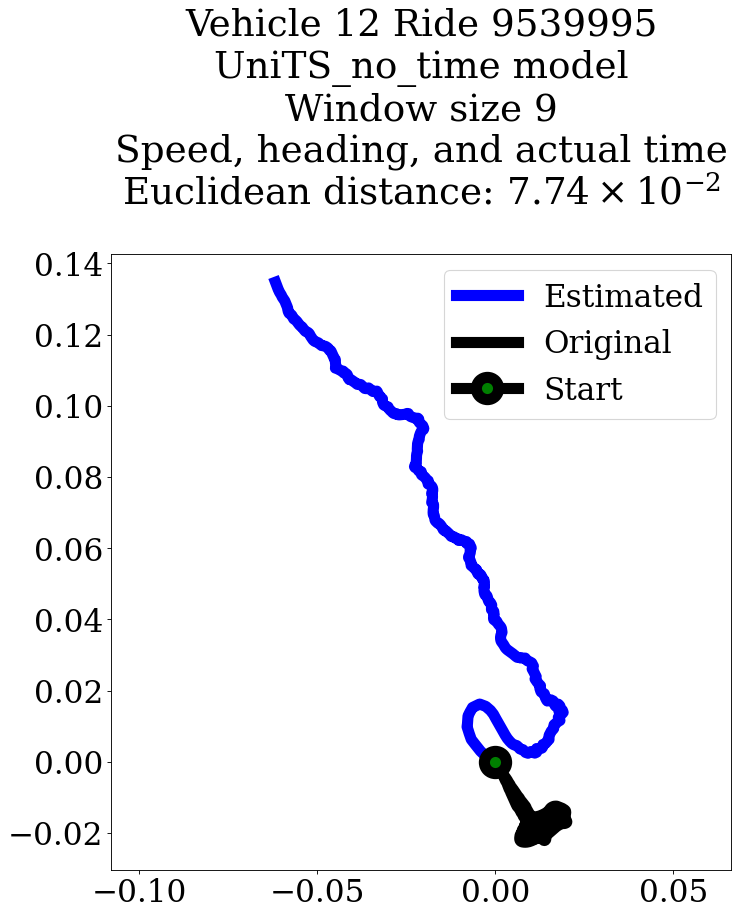 Vehicle 12 Ride 9539995
UniTS_no_time model
Window size 9
Speed, heading, and actual time
Euclidean distance: 7.74 × 10⁻²
0.14
0.12
0.10
0.08
0.06
0.04
0.02
0.00
−0.02
Estimated
Original
Start
−0.10
−0.05
0.00
0.05